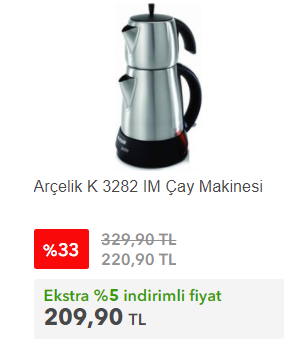 Arçelik K 3282 IM Çay Makinesi
%33
329,90 TL
220,90 TL
Ekstra %5 indirimli fiyat
209,90 TL